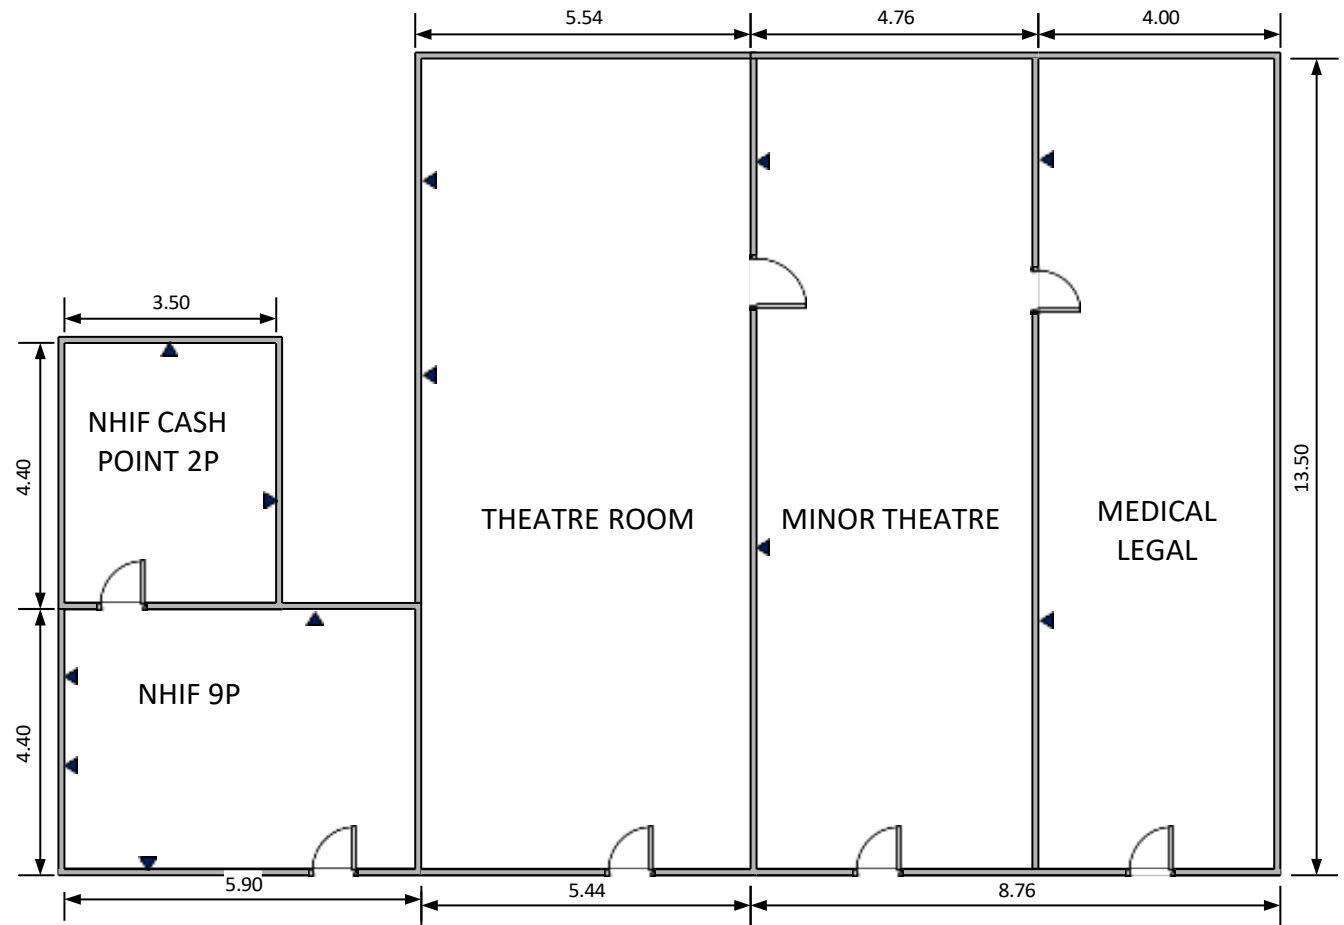 5.54
4.76
4.00
3.50
NHIF CASH
POINT 2P
4.40
13.50
THEATRE ROOM
MINOR THEATRE
MEDICAL
LEGAL
NHIF 9P
4.40
5.90
5.44
8.76